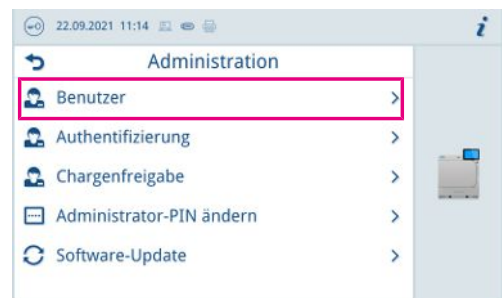 22.09.2021 11:14
i
Administration
Benutzer
Authentifizierung
Chargenfreigabe
Administrator-PIN ändern
Software-Update